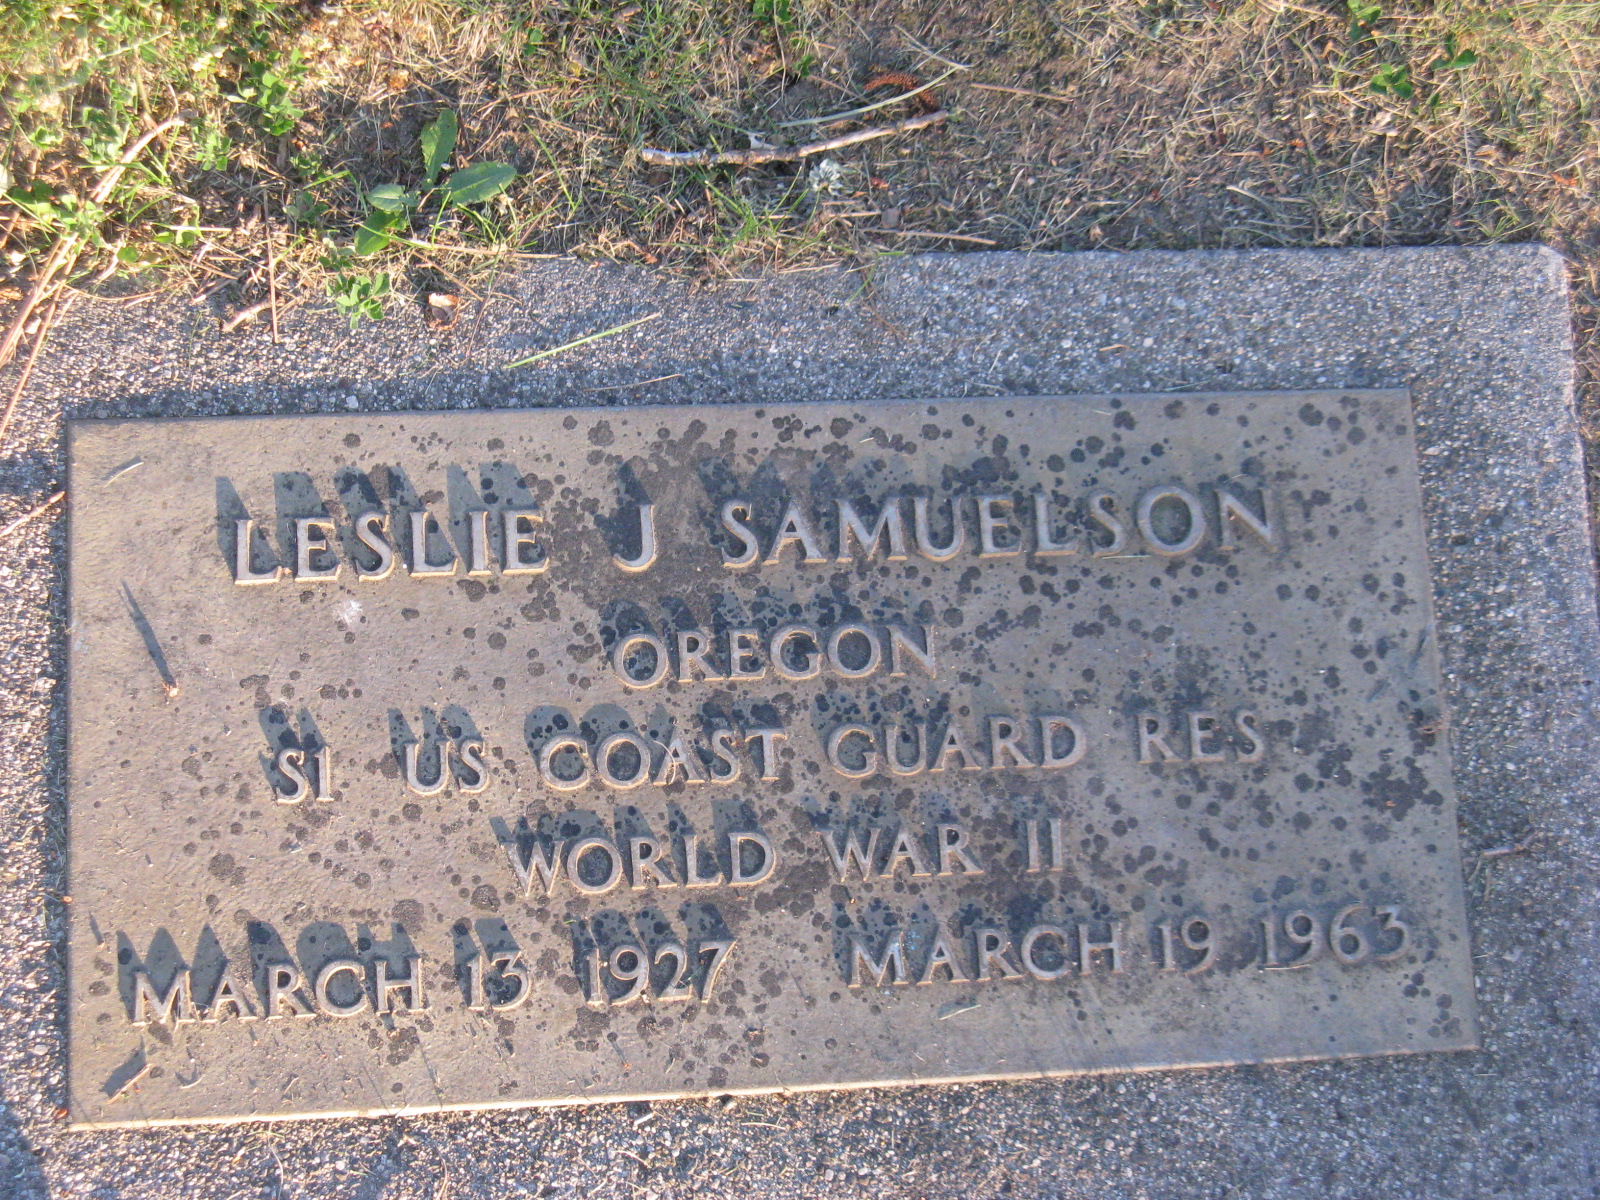 LESLIE J SAMUELSON
OREGON
S1 US COAST GUARD RES
WORLD WAR II
MARCH 13 1927 MARCH 19 1963